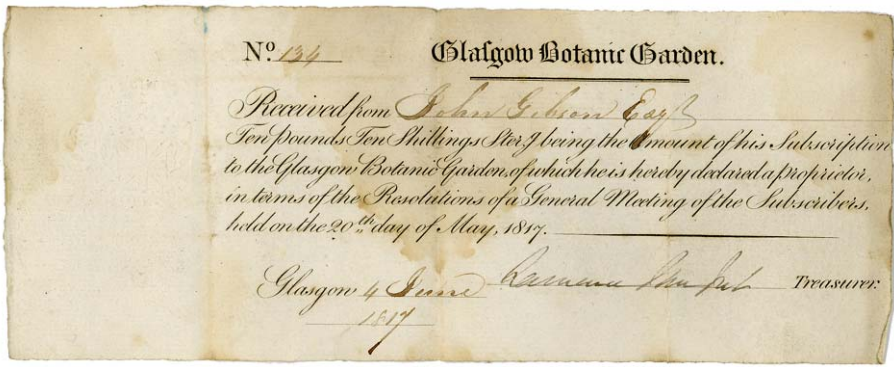 Nº 134 Glasgow Botanic Garden.
Received from John Gibson Esqr
Ten Pounds Ten Shillings Sterg being the Amount of his Subscription
to the Glasgow Botanic Garden, of which he is hereby declared a proprietor,
in terms of the Resolutions of a General Meeting of the Subscribers,
held on the 20th day of May, 1817.
Glasgow 4 June Treasurer.
1817